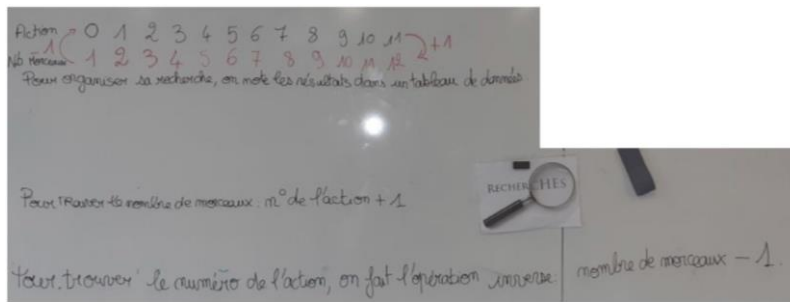 Action 0 1 2 3 4 5 6 7 8 9 10 11 +1
-1
Nb morceaux 1 2 3 4 5 6 7 8 9 10 11 12
Pour organiser sa recherche, on note les résultats dans un tableau de données
RECHERCHES
Pour trouver le nombre de morceaux : n° de l'action + 1
Pour trouver le numéro de l'action, on fait l'opération inverse : nombre de morceaux - 1.